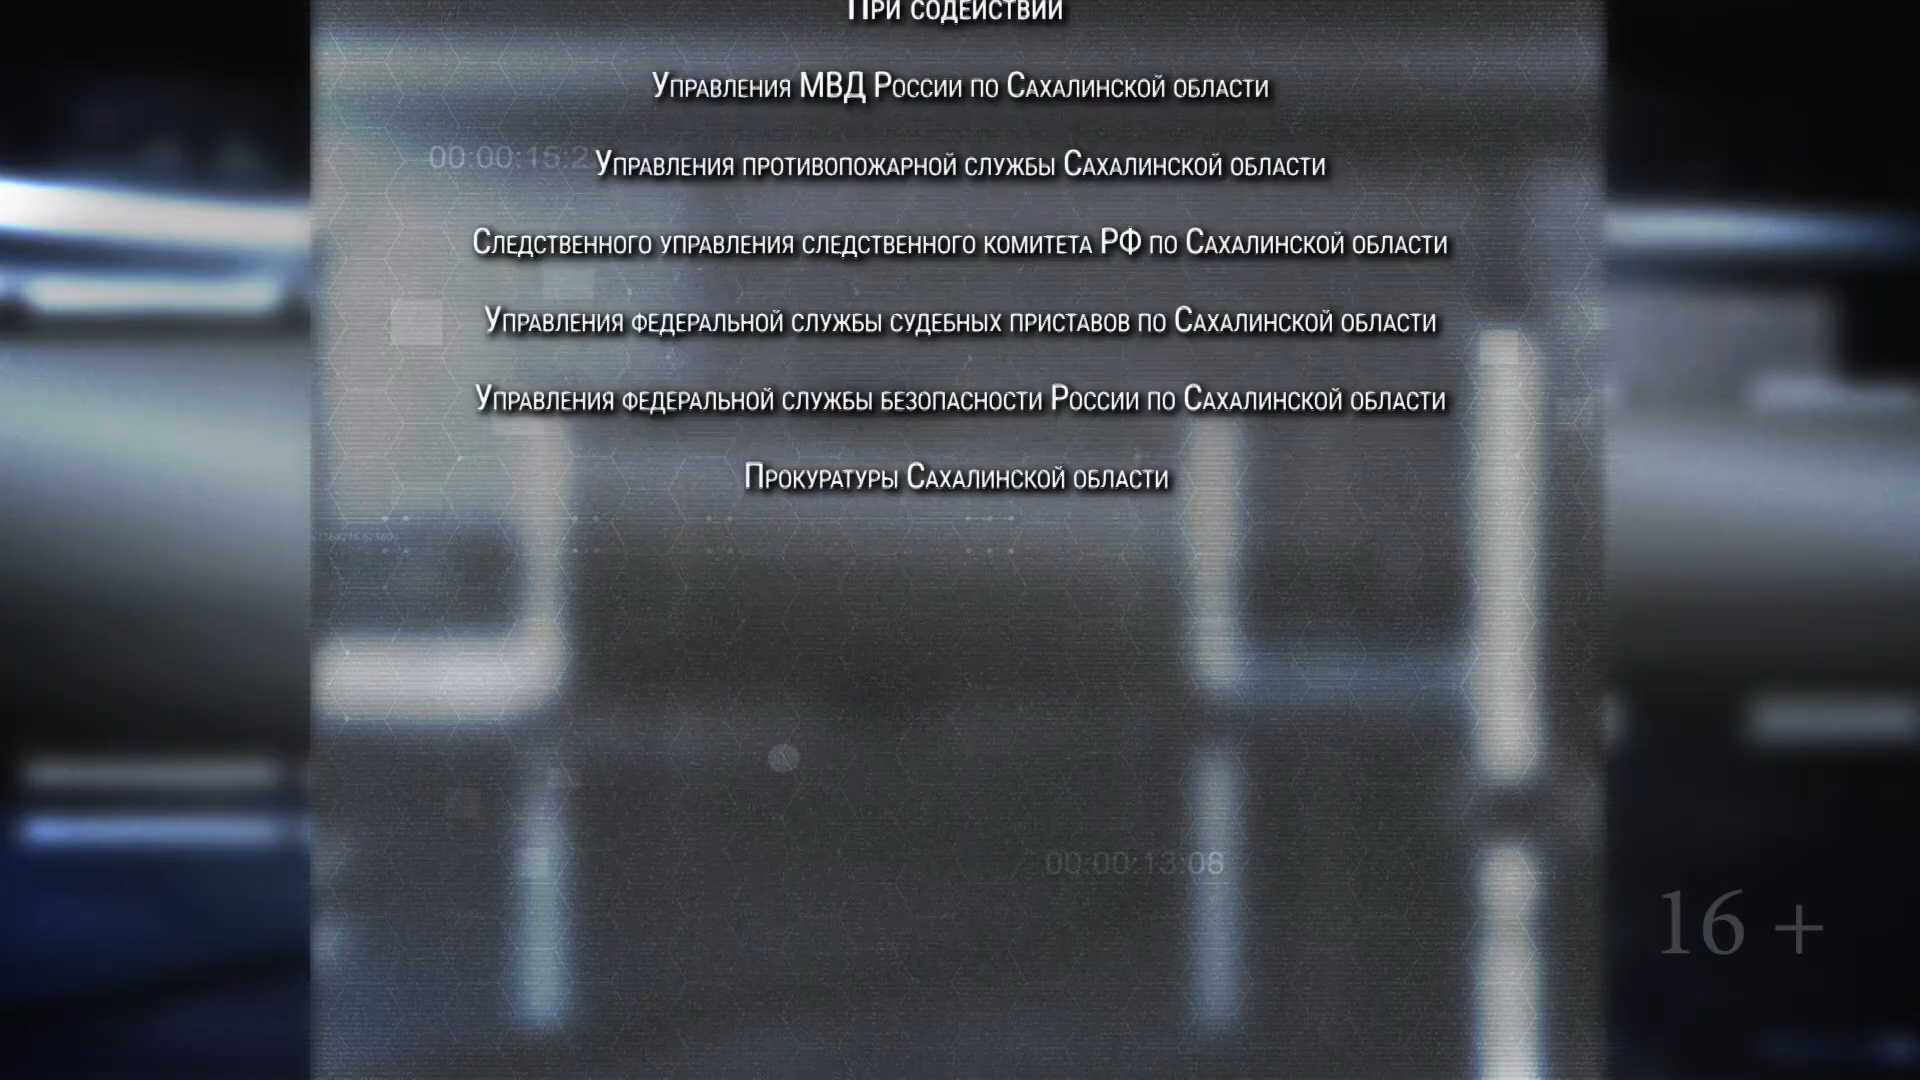 При содействии
Управления МВД России по Сахалинской области
00:00:15:2
Управления противопожарной службы Сахалинской области
Следственного управления следственного комитета РФ по Сахалинской области
Управления федеральной службы судебных приставов по Сахалинской области
Управления федеральной службы безопасности России по Сахалинской области
Прокуратуры Сахалинской области
00:00:13:08
16 +